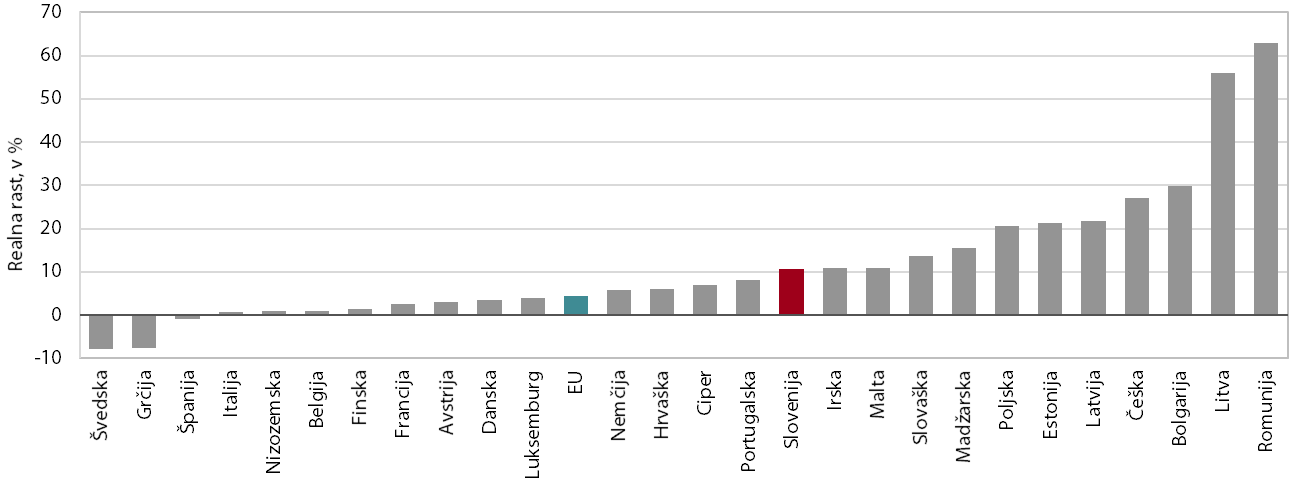 70
60
50
40
30
20
10
0
-10
Realna rast, v %
Švedska
Grčija
Španija
Italija
Nizozemska
Belgija
Finska
Francija
Avstrija
Danska
Luksemburg
EU
Nemčija
Hrvaška
Ciper
Portugalska
Slovenija
Irska
Malta
Slovaška
Madžarska
Poljska
Estonija
Latvija
Češka
Bolgarija
Litva
Romunija